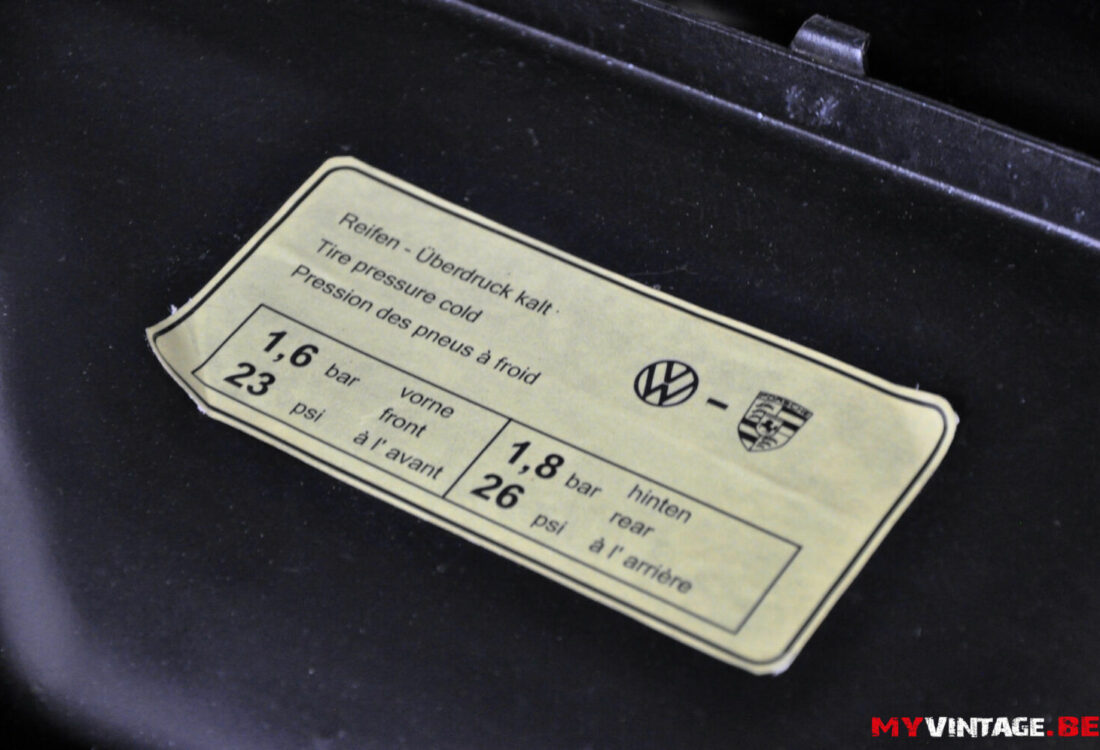 Reifen - Überdruck kalt
Tire pressure cold
Pression des pneus à froid
1,6 bar vorne
23 psi front
à l' avant
1,8 bar hinten
26 psi rear
à l' arrière
VW - PORSCHE
MYVINTAGE.BE